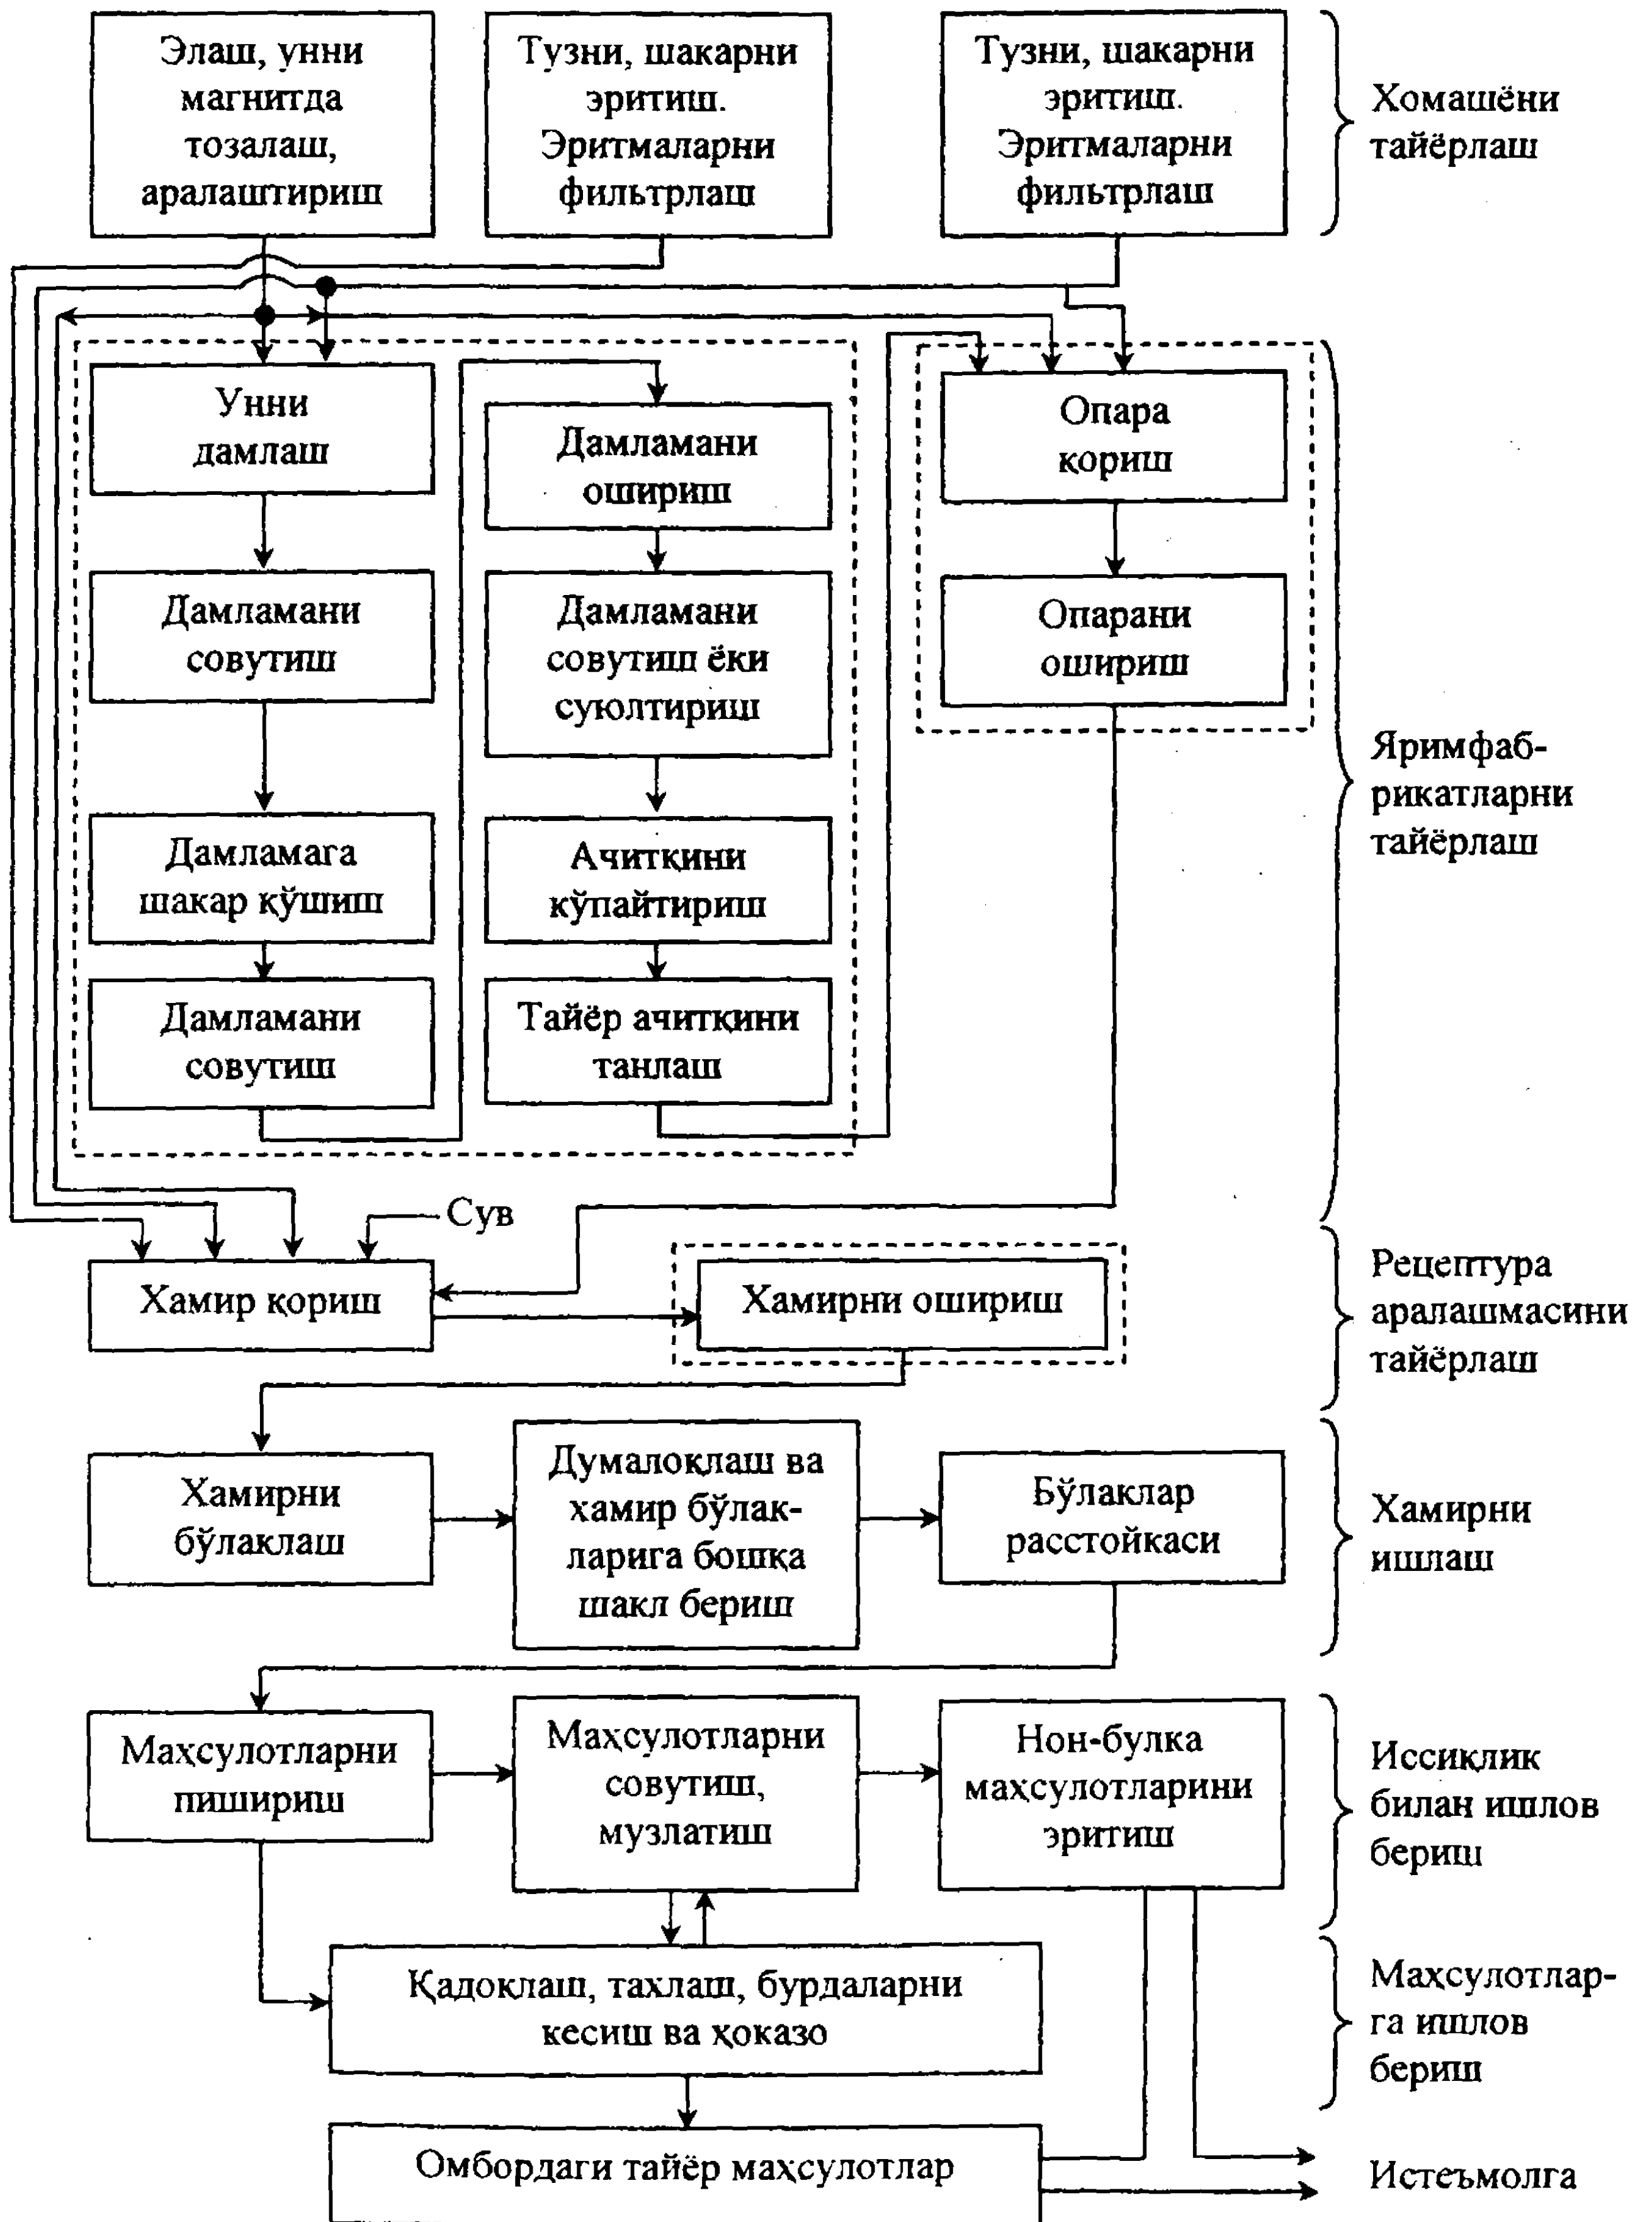 Элаш, унни
магнитда
тозалаш,
аралаштириш
Тузни, шакарни
эритиш.
Эритмаларни
фильтрлаш
Тузни, шакарни
эритиш.
Эритмаларни
фильтрлаш
Хомашёни
тайёрлаш
Унни
дамлаш
Дамламани
совутиш
Дамламага
шакар қўшиш
Дамламани
совутиш
Дамламани
ошириш
Дамламани
совутиш ёки
суюлтириш
Ачитқини
кўпайтириш
Тайёр ачитқини
танлаш
Опара
қориш
Опарани
ошириш
Яримфаб-
рикатларни
тайёрлаш
Сув
Хамир қориш
Хамирни ошириш
Рецептура
аралашмасини
тайёрлаш
Хамирни
бўлаклаш
Думалоқлаш ва
хамир бўлак-
ларига бошқа
шакл бериш
Бўлаклар
расстойкаси
Хамирни
ишлаш
Маҳсулотларни
пишириш
Маҳсулотларни
совутиш,
музлатиш
Нон-булка
маҳсулотларини
эритиш
Иссиқлик
билан ишлов
бериш
Қадоклаш, тахлаш, бурдаларни
кесиш ва ҳоказо
Маҳсулотлар-
га ишлов
бериш
Омбордаги тайёр маҳсулотлар
Истеъмолга